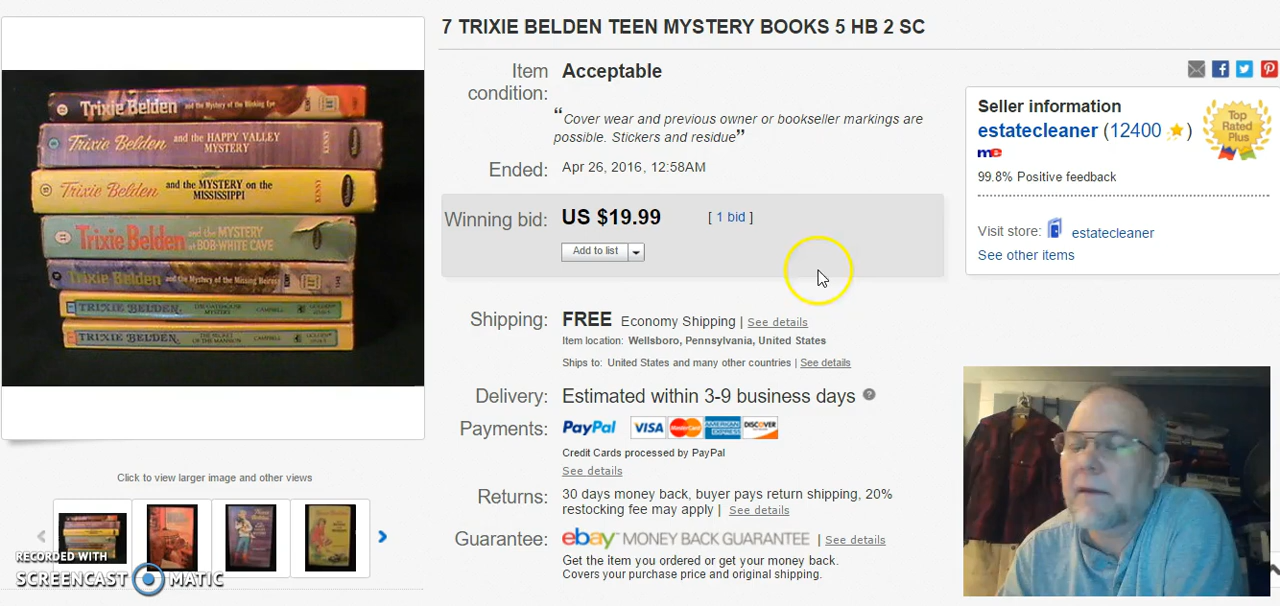 7 TRIXIE BELDEN TEEN MYSTERY BOOKS 5 HB 2 SC
Item condition:
Acceptable
“Cover wear and previous owner or bookseller markings are
possible. Stickers and residue”
Ended: Apr 26, 2016, 12:58AM
Winning bid: US $19.99 [ 1 bid ]
Add to list
Shipping: FREE Economy Shipping | See details
Item location: Wellsboro, Pennsylvania, United States
Ships to: United States and many other countries | See details
Delivery: Estimated within 3-9 business days ?
Payments: PayPal VISA MasterCard AMERICAN EXPRESS DISCOVER
Credit Cards processed by PayPal
See details
Returns: 30 days money back, buyer pays return shipping, 20%
restocking fee may apply | See details
Guarantee: ebay MONEY BACK GUARANTEE | See details
Get the item you ordered or get your money back.
Covers your purchase price and original shipping.
Seller information
estatecleaner (12400 )
me
99.8% Positive feedback
Top
Rated
Plus
Visit store: estatecleaner
See other items
Trixie Belden and the Mystery of the Blinking Eye
Trixie Belden and the HAPPY VALLEY MYSTERY KENNY
Trixie Belden and the MYSTERY on the MISSISSIPPI KENNY
Trixie Belden and the MYSTERY at BOB-WHITE CAVE
Trixie Belden and the Mystery of the Missing Heiress
TRIXIE BELDEN THE GATEHOUSE MYSTERY CAMPBELL GOLDEN
TRIXIE BELDEN THE SECRET OF THE MANSION CAMPBELL GOLDEN
Click to view larger image and other views
RECORDED WITH
SCREENCAST MATIC